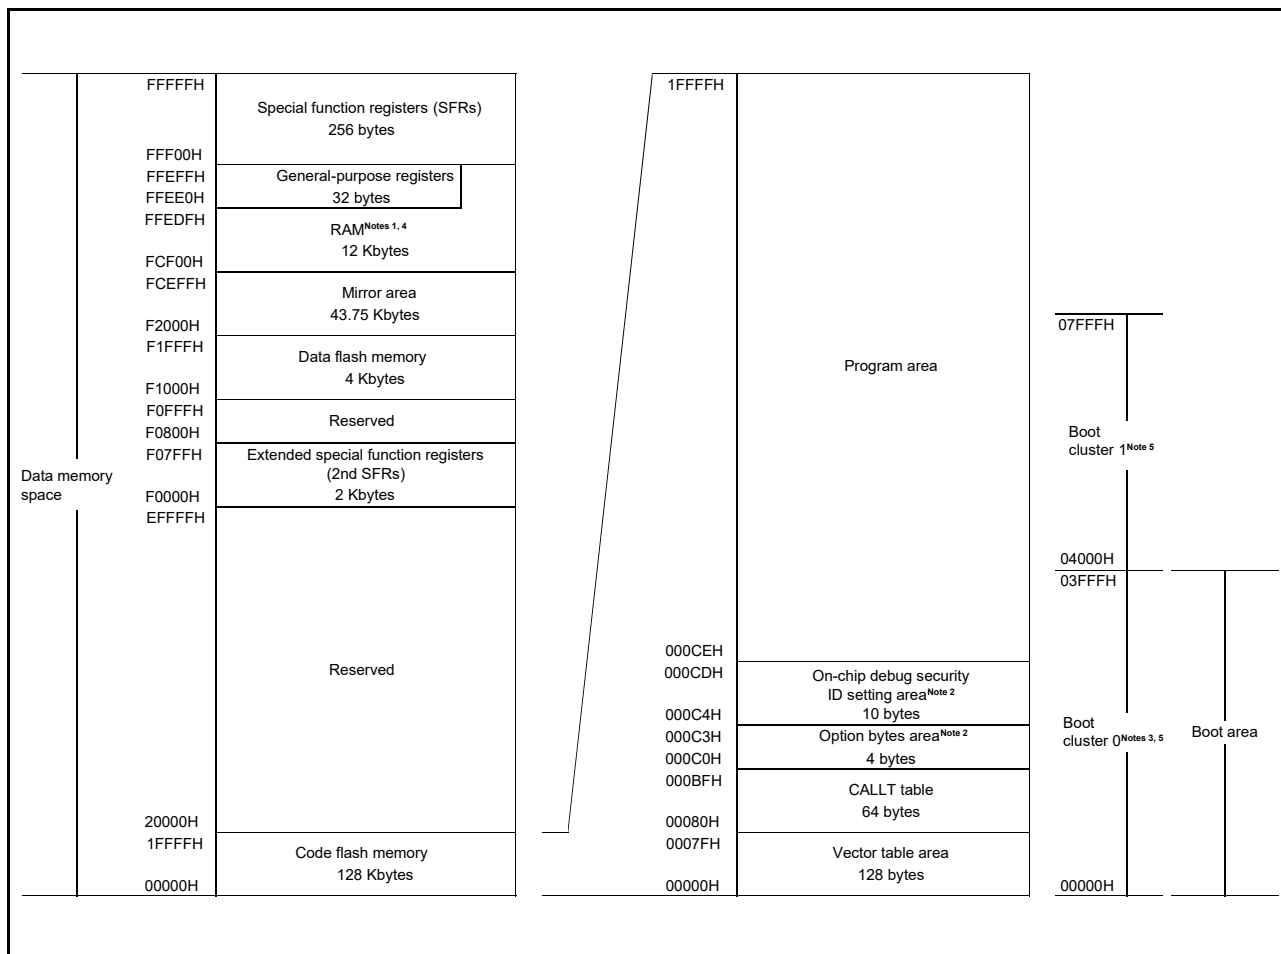 FFFFFH
Special function registers (SFRs)
256 bytes
FFF00H
FFEFFH
General-purpose registers
FFEE0H
32 bytes
FFEDFH
RAMNotes 1, 4
12 Kbytes
FCF00H
FCEFFH
Mirror area
43.75 Kbytes
F2000H
F1FFFH
Data flash memory
4 Kbytes
F1000H
F0FFFH
Reserved
F0800H
F07FFH
Extended special function registers
(2nd SFRs)
2 Kbytes
Data memory
space
F0000H
EFFFFH
Reserved
20000H
1FFFFH
Code flash memory
128 Kbytes
00000H
1FFFFH
Program area
000CEH
000CDH
On-chip debug security
ID setting areaNote 2
10 bytes
000C4H
000C3H
Option bytes areaNote 2
000C0H
4 bytes
000BFH
CALLT table
64 bytes
00080H
0007FH
Vector table area
128 bytes
00000H
07FFFH
Boot
cluster 1Note 5
04000H
03FFFH
Boot
cluster 0Notes 3, 5
Boot area
00000H